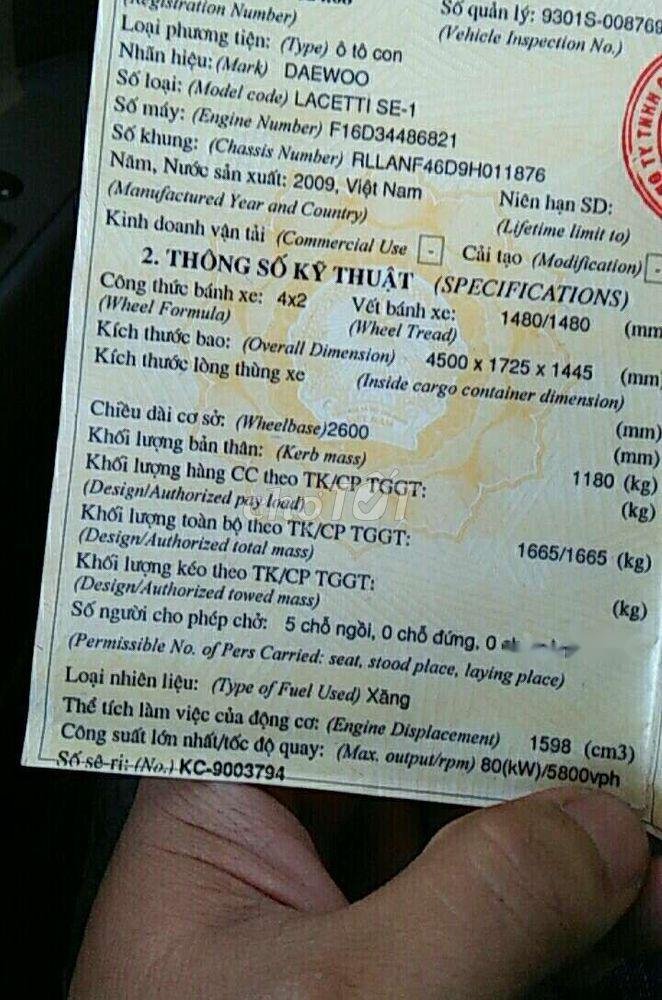 (Registration Number)
Số quản lý: 9301S-008769
(Vehicle Inspection No.)
Loại phương tiện: (Type) ô tô con
Nhãn hiệu: (Mark) DAEWOO
Số loại: (Model code) LACETTI SE-1
Số máy: (Engine Number) F16D34486821
Số khung: (Chassis Number) RLLANF46D9H011876
Năm, Nước sản xuất: 2009, Việt Nam
(Manufactured Year and Country)
Niên hạn SD:
(Lifetime limit to)
Kinh doanh vận tải (Commercial Use -
Cải tạo (Modification) -
2. THÔNG SỐ KỸ THUẬT (SPECIFICATIONS)
Công thức bánh xe: 4x2
(Wheel Formula)
Vết bánh xe: 1480/1480 (mm
(Wheel Tread)
Kích thước bao: (Overall Dimension) 4500 x 1725 x 1445 (mm
Kích thước lòng thùng xe (Inside cargo container dimension)
(mm)
Chiều dài cơ sở: (Wheelbase)2600 (mm)
Khối lượng bản thân: (Kerb mass) 1180 (kg)
Khối lượng hàng CC theo TK/CP TGGT: (kg)
(Design/Authorized pay load)
Khối lượng toàn bộ theo TK/CP TGGT: 1665/1665 (kg)
(Design/Authorized total mass)
Khối lượng kéo theo TK/CP TGGT: (kg)
(Design/Authorized towed mass)
Số người cho phép chở: 5 chỗ ngồi, 0 chỗ đứng, 0
(Permissible No. of Pers Carried: seat, stood place, laying place)
Loại nhiên liệu: (Type of Fuel Used) Xăng
Thể tích làm việc của động cơ: (Engine Displacement) 1598 (cm3)
Công suất lớn nhất/tốc độ quay: (Max. output/rpm) 80(kW)/5800vph
Số sê-ri: (No.) KC-9003794
TY TNHH
chợTỐT